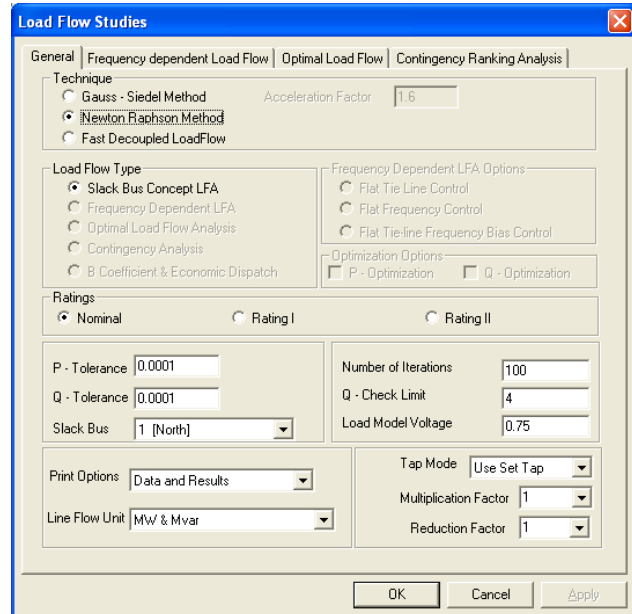 Load Flow Studies
General Frequency dependent Load Flow Optimal Load Flow Contingency Ranking Analysis
Technique
Gauss - Siedel Method Acceleration Factor 1.6
Newton Raphson Method
Fast Decoupled LoadFlow
Load Flow Type
Slack Bus Concept LFA
Frequency Dependent LFA
Optimal Load Flow Analysis
Contingency Analysis
B Coefficient & Economic Dispatch
Frequency Dependent LFA Options
Flat Tie Line Control
Flat Frequency Control
Flat Tie-line Frequency Bias Control
Optimization Options
P - Optimization Q - Optimization
Ratings
Nominal Rating I Rating II
P - Tolerance 0.0001
Q - Tolerance 0.0001
Slack Bus 1 [North]
Number of Iterations 100
Q - Check Limit 4
Load Model Voltage 0.75
Print Options Data and Results
Line Flow Unit MW & Mvar
Tap Mode Use Set Tap
Multiplication Factor 1
Reduction Factor 1
OK Cancel Apply